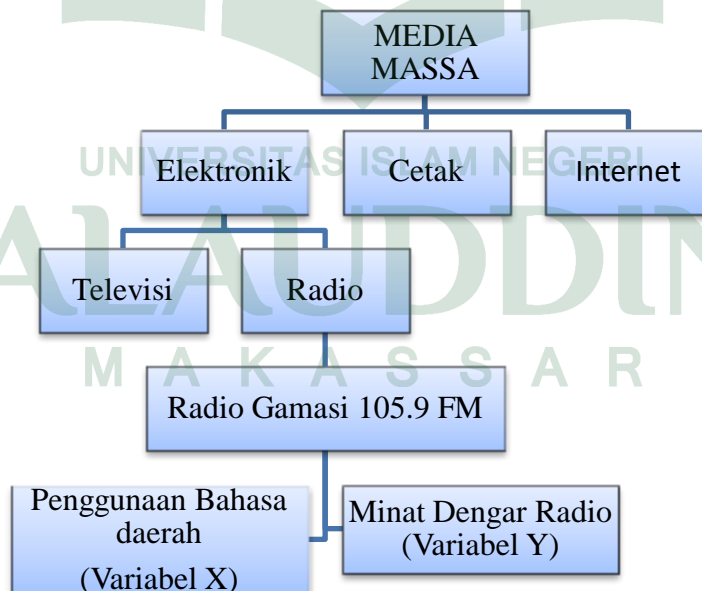 MEDIA
MASSA
UNIVERSITAS ISLAM NEGERI
Elektronik
Cetak
Internet
ALAUDDIN
Televisi
Radio
MAKASSAR
Radio Gamasi 105.9 FM
Penggunaan Bahasa
daerah
(Variabel X)
Minat Dengar Radio
(Variabel Y)